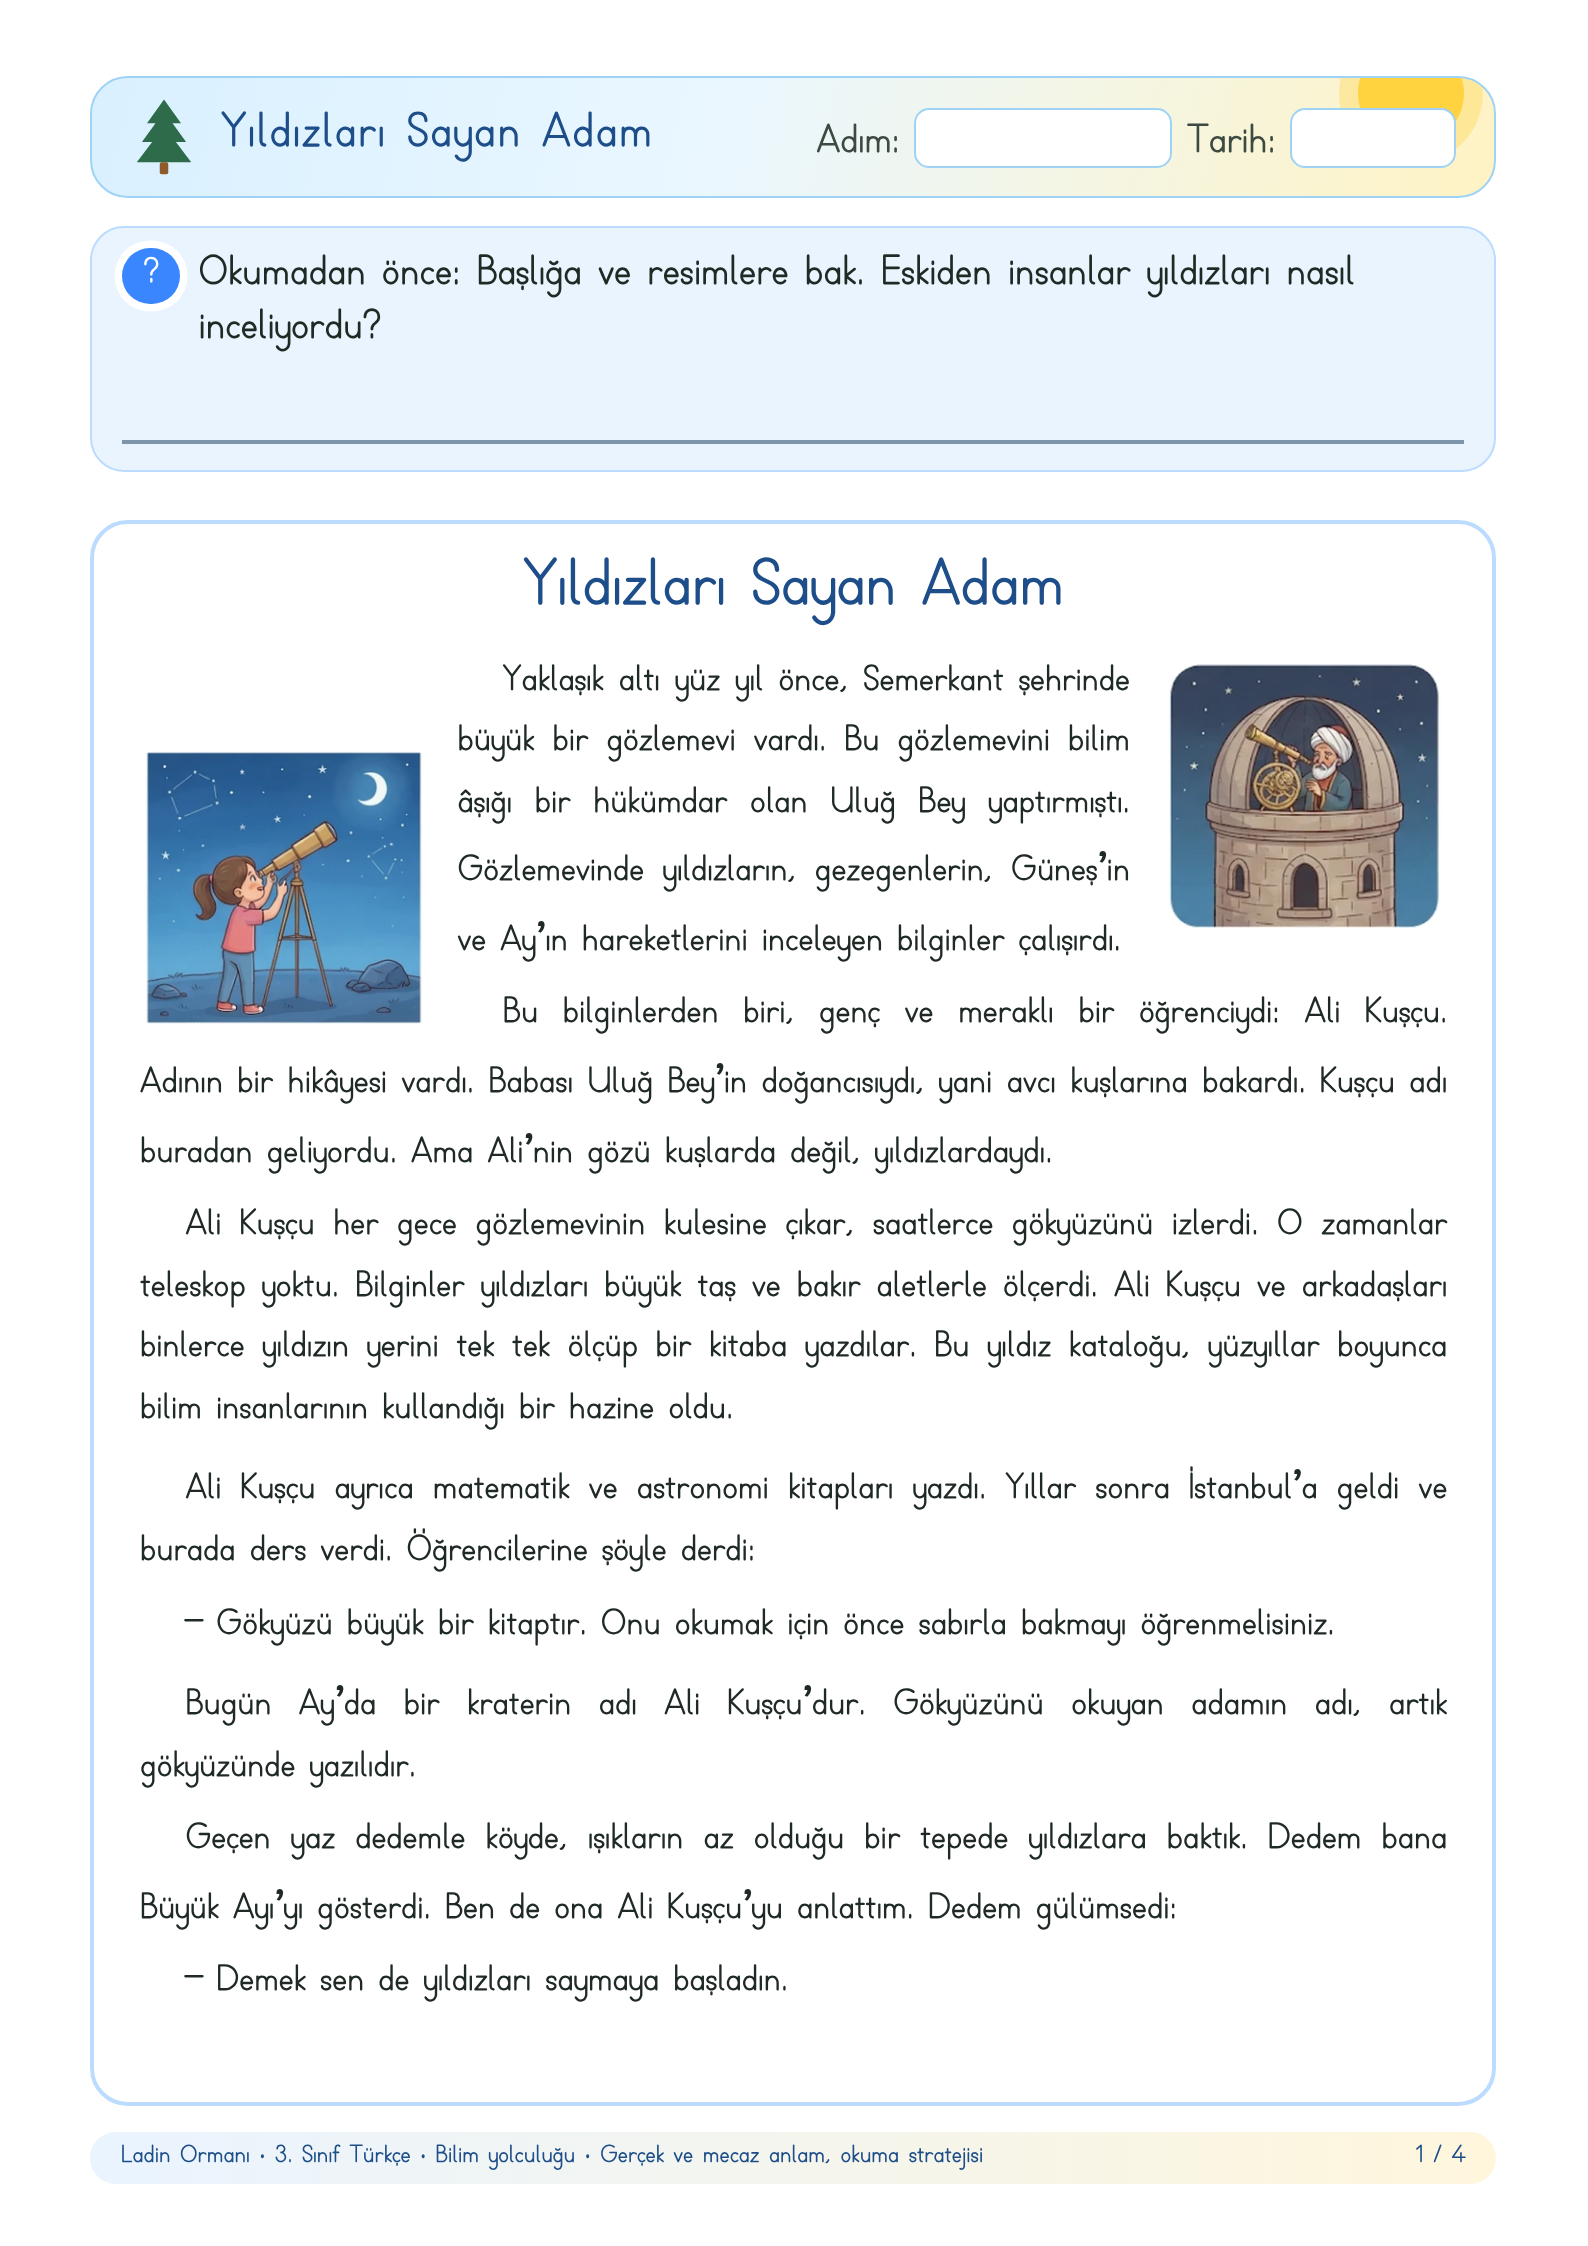 Yıldızları Sayan Adam
Adım:
Tarih:
?
Okumadan önce: Başlığa ve resimlere bak. Eskiden insanlar yıldızları nasıl
inceliyordu?
Yıldızları Sayan Adam
Yaklaşık altı yüz yıl önce, Semerkant şehrinde
büyük bir gözlemevi vardı. Bu gözlemevini bilim
âşığı bir hükümdar olan Uluğ Bey yaptırmıştı.
Gözlemevinde yıldızların, gezegenlerin, Güneş’in
ve Ay’ın hareketlerini inceleyen bilginler çalışırdı.
Bu bilginlerden biri, genç ve meraklı bir öğrenciydi: Ali Kuşçu.
Adının bir hikâyesi vardı. Babası Uluğ Bey’in doğancısıydı, yani avcı kuşlarına bakardı. Kuşçu adı
buradan geliyordu. Ama Ali’nin gözü kuşlarda değil, yıldızlardaydı.
Ali Kuşçu her gece gözlemevinin kulesine çıkar, saatlerce gökyüzünü izlerdi. O zamanlar
teleskop yoktu. Bilginler yıldızları büyük taş ve bakır aletlerle ölçerdi. Ali Kuşçu ve arkadaşları
binlerce yıldızın yerini tek tek ölçüp bir kitaba yazdılar. Bu yıldız kataloğu, yüzyıllar boyunca
bilim insanlarının kullandığı bir hazine oldu.
Ali Kuşçu ayrıca matematik ve astronomi kitapları yazdı. Yıllar sonra İstanbul’a geldi ve
burada ders verdi. Öğrencilerine şöyle derdi:
– Gökyüzü büyük bir kitaptır. Onu okumak için önce sabırla bakmayı öğrenmelisiniz.
Bugün Ay’da bir kraterin adı Ali Kuşçu’dur. Gökyüzünü okuyan adamın adı, artık
gökyüzünde yazılıdır.
Geçen yaz dedemle köyde, ışıkların az olduğu bir tepede yıldızlara baktık. Dedem bana
Büyük Ayı’yı gösterdi. Ben de ona Ali Kuşçu’yu anlattım. Dedem gülümsedi:
– Demek sen de yıldızları saymaya başladın.
Ladin Ormanı • 3. Sınıf Türkçe • Bilim yolculuğu • Gerçek ve mecaz anlam, okuma stratejisi
1 / 4